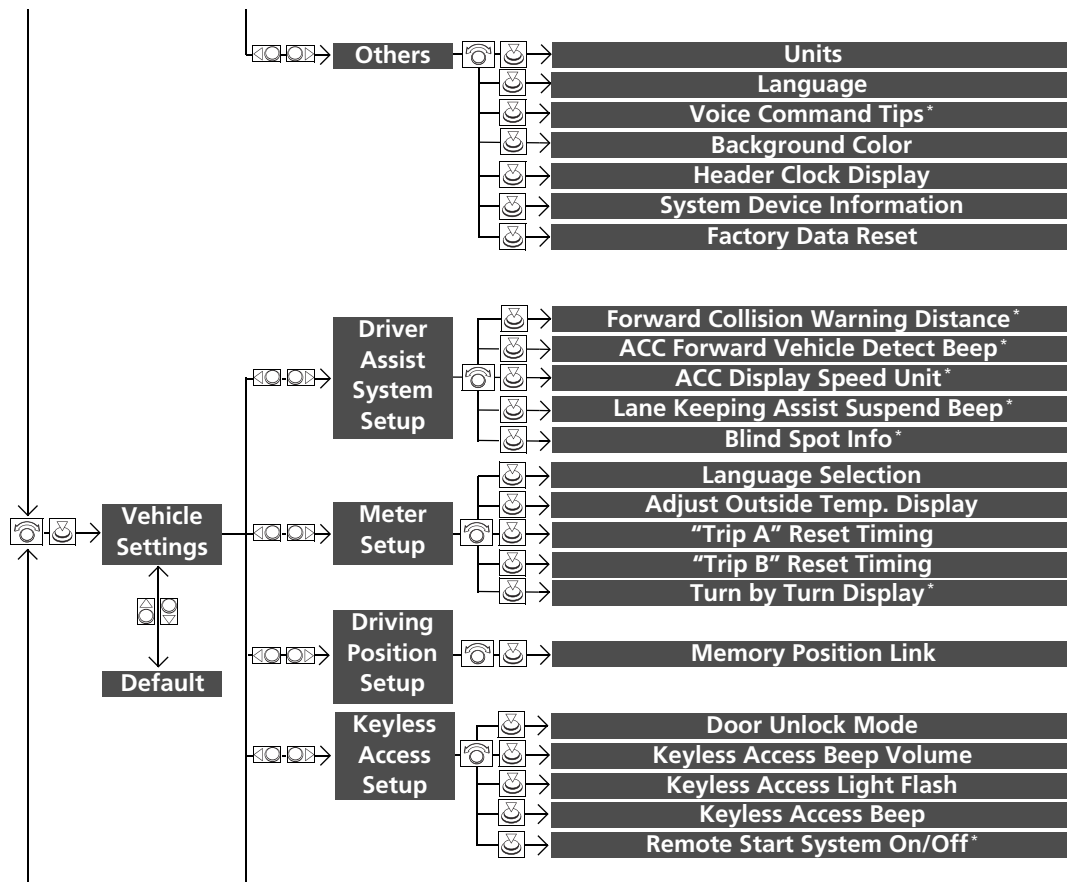 Others
Units
Language
Voice Command Tips*
Background Color
Header Clock Display
System Device Information
Factory Data Reset
Driver
Assist
System
Setup
Forward Collision Warning Distance*
ACC Forward Vehicle Detect Beep*
ACC Display Speed Unit*
Lane Keeping Assist Suspend Beep*
Blind Spot Info*
Vehicle
Settings
Default
Meter
Setup
Language Selection
Adjust Outside Temp. Display
“Trip A” Reset Timing
“Trip B” Reset Timing
Turn by Turn Display*
Driving
Position
Setup
Memory Position Link
Keyless
Access
Setup
Door Unlock Mode
Keyless Access Beep Volume
Keyless Access Light Flash
Keyless Access Beep
Remote Start System On/Off*